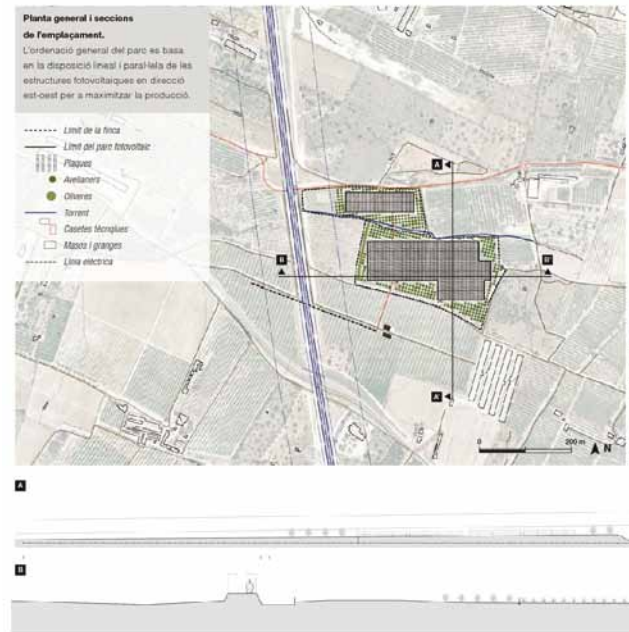 Planta general i seccions
de l'emplaçament.
L'ordenació general del parc es basa
en la disposició lineal i paral·lela de les
estructures fotovoltaiques en direcció
est-oest per a maximitzar la producció.
Límit de la finca
Límit del parc fotovoltaic
Plaques
Avellaners
Oliveres
Torrent
Casetes tècniques
Masos i granges
Línia elèctrica
A
B
B'
A'
0 200 m
N
A
B